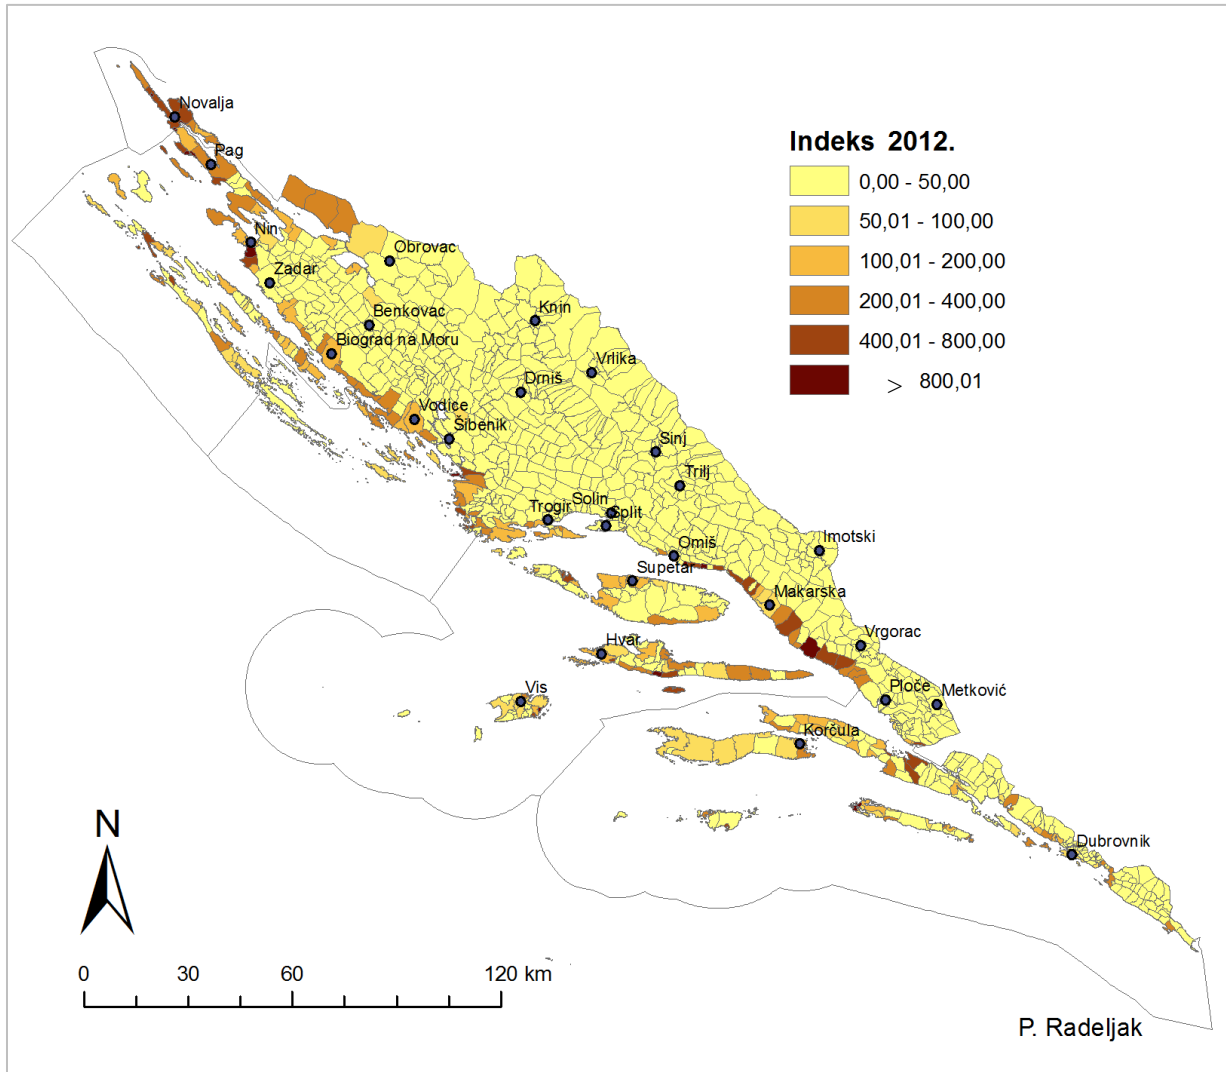 Novalja
Pag
Indeks 2012.
0,00 - 50,00
50,01 - 100,00
100,01 - 200,00
200,01 - 400,00
400,01 - 800,00
> 800,01
Nin
Obrovac
Zadar
Benkovac
Knin
Biograd na Moru
Vrlika
Drniš
Vodice
Šibenik
Sinj
Trilj
Solin
Trogir
Split
Omiš
Imotski
Supetar
Makarska
Hvar
Vrgorac
Vis
Ploče
Metković
Korčula
N
Dubrovnik
0 30 60 120 km
P. Radeljak